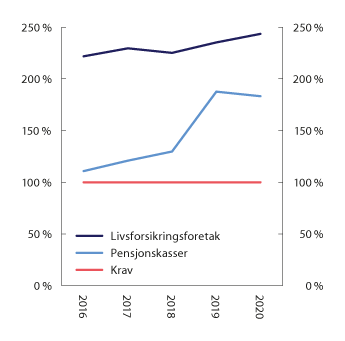 250 % 250 %
200 % 200 %
150 % 150 %
100 % 100 %
50 % 50 %
0 % 0 %
Livsforsikringsforetak
Pensjonskasser
Krav
2016 2017 2018 2019 2020